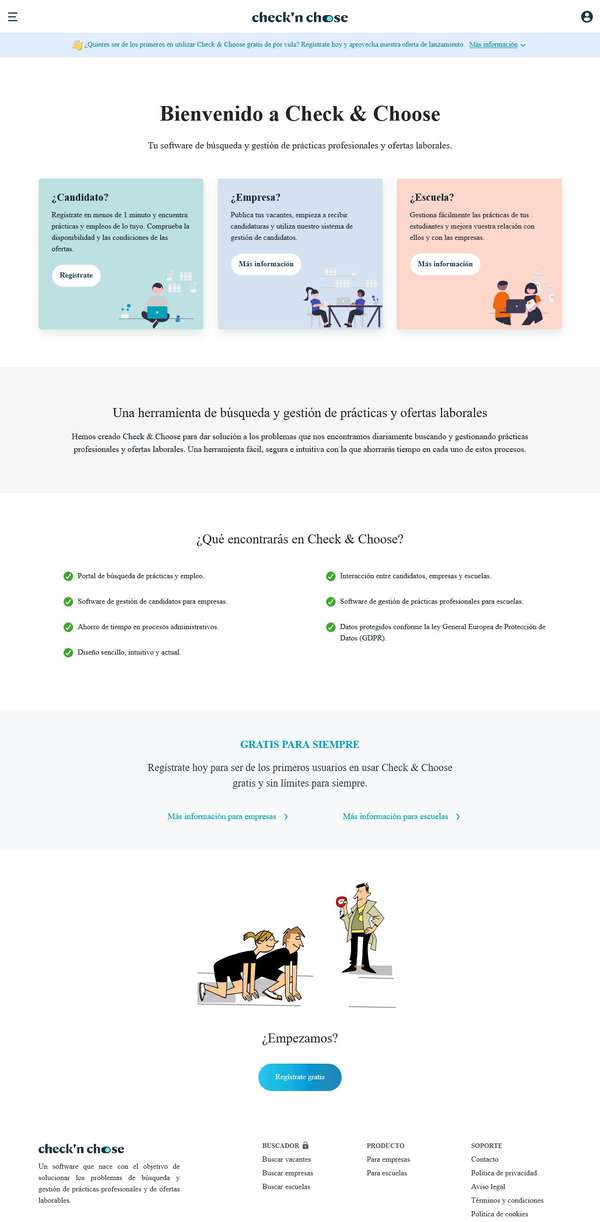 check'n choose
¿Quieres ser de los primeros en utilizar Check & Choose gratis de por vida? Regístrate hoy y aprovecha nuestra oferta de lanzamiento. Más información
Bienvenido a Check & Choose
Tu software de búsqueda y gestión de prácticas profesionales y ofertas laborales.
¿Candidato?
Regístrate en menos de 1 minuto y encuentra
prácticas y empleos de lo tuyo. Comprueba la
disponibilidad y las condiciones de las
ofertas.
Regístrate
¿Empresa?
Publica tus vacantes, empieza a recibir
candidaturas y utiliza nuestro sistema de
gestión de candidatos.
Más información
¿Escuela?
Gestiona fácilmente las prácticas de tus
estudiantes y mejora vuestra relación con
ellos y con las empresas.
Más información
Una herramienta de búsqueda y gestión de prácticas y ofertas laborales
Hemos creado Check & Choose para dar solución a los problemas que nos encontramos diariamente buscando y gestionando prácticas
profesionales y ofertas laborales. Una herramienta fácil, segura e intuitiva con la que ahorrarás tiempo en cada uno de estos procesos.
¿Qué encontrarás en Check & Choose?
Portal de búsqueda de prácticas y empleo.
Software de gestión de candidatos para empresas.
Ahorro de tiempo en procesos administrativos.
Diseño sencillo, intuitivo y actual.
Interacción entre candidatos, empresas y escuelas.
Software de gestión de prácticas profesionales para escuelas.
Datos protegidos conforme la ley General Europea de Protección de
Datos (GDPR).
GRATIS PARA SIEMPRE
Regístrate hoy para ser de los primeros usuarios en usar Check & Choose
gratis y sin límites para siempre.
Más información para empresas
Más información para escuelas
¿Empezamos?
Regístrate gratis
check'n choose
Un software que nace con el objetivo de
solucionar los problemas de búsqueda y
gestión de prácticas profesionales y de ofertas
laborables.
BUSCADOR
Buscar vacantes
Buscar empresas
Buscar escuelas
PRODUCTO
Para empresas
Para escuelas
SOPORTE
Contacto
Política de privacidad
Aviso legal
Términos y condiciones
Política de cookies